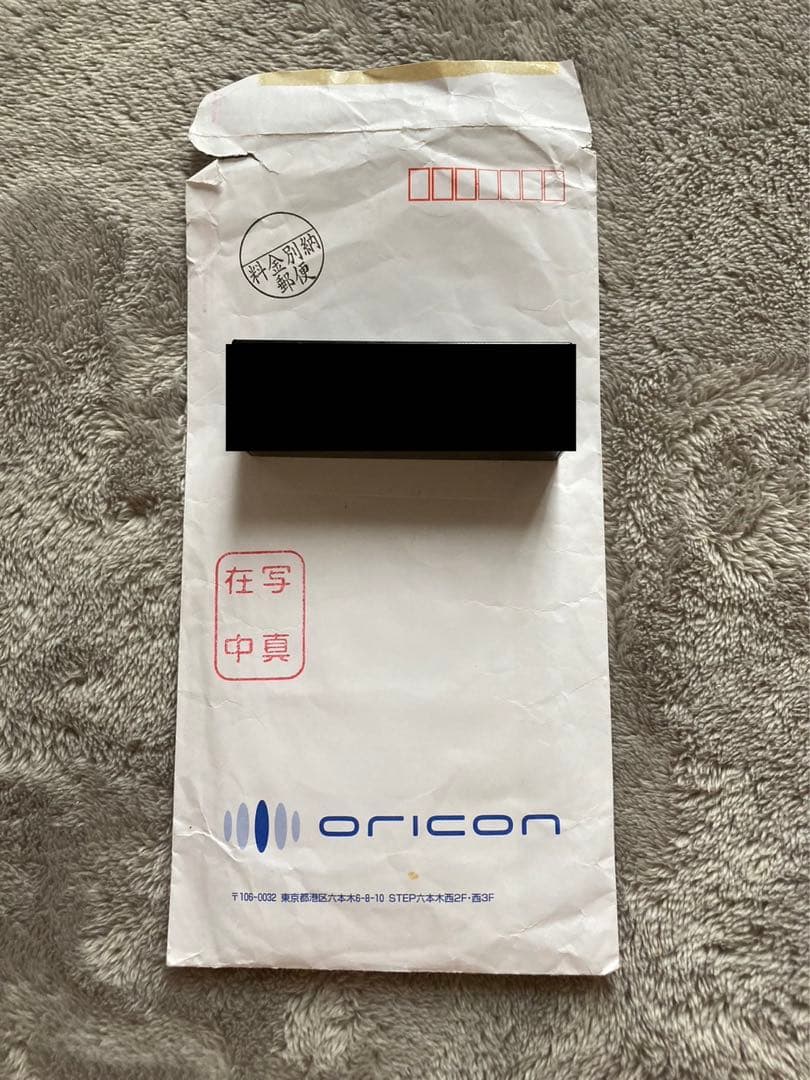 料金別納
郵便
写真
在中
oricon
〒106-0032 東京都港区六本木6-8-10 STEP六本木西2F・西3F